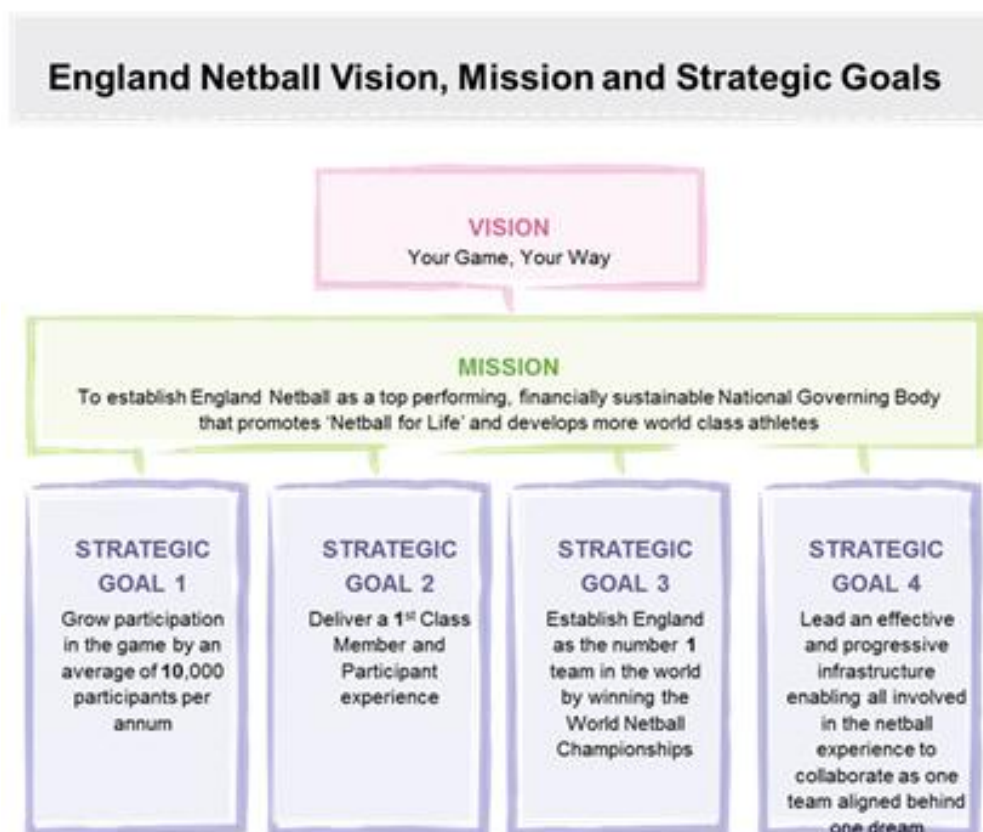 England Netball Vision, Mission and Strategic Goals
VISION
Your Game, Your Way
MISSION
To establish England Netball as a top performing, financially sustainable National Governing Body
that promotes 'Netball for Life' and develops more world class athletes
STRATEGIC
GOAL 1
Grow participation
in the game by an
average of 10,000
participants per
annum
STRATEGIC
GOAL 2
Deliver a 1st Class
Member and
Participant
experience
STRATEGIC
GOAL 3
Establish England
as the number 1
team in the world
by winning the
World Netball
Championships
STRATEGIC
GOAL 4
Lead an effective
and progressive
infrastructure
enabling all involved
in the netball
experience to
collaborate as one
team aligned behind
one dream